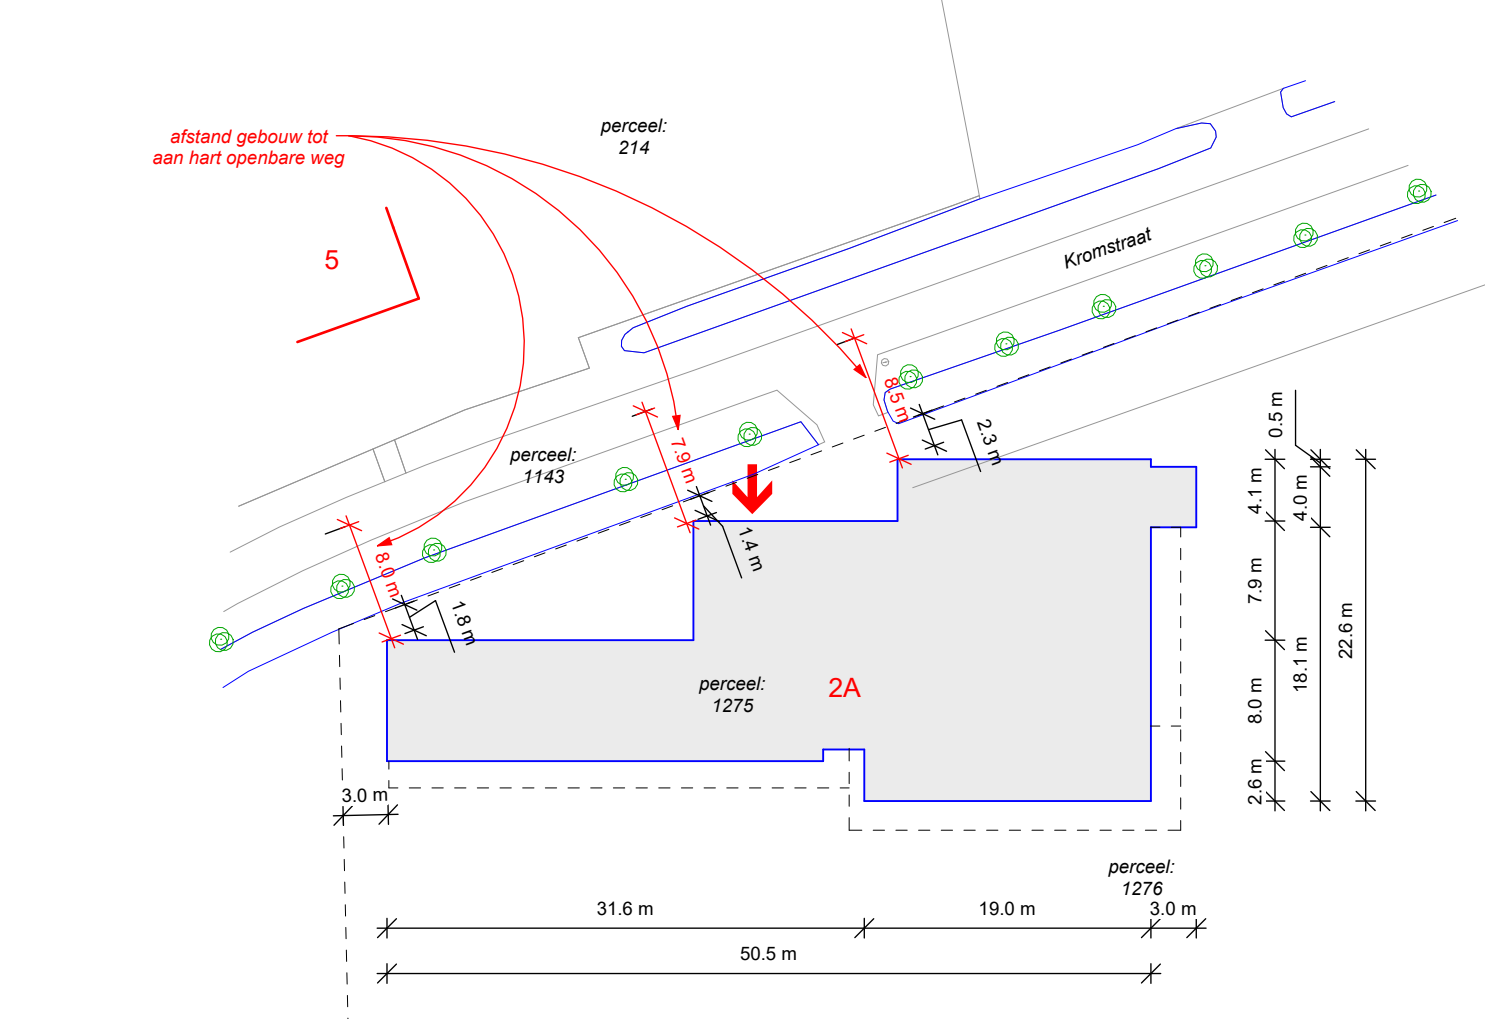 afstand gebouw tot
aan hart openbare weg
perceel:
214
5
Kromstraat
8.5 m
2.3 m
7.9 m
perceel:
1143
1.4 m
8.0 m
1.8 m
perceel:
1275
2A
0.5 m
4.1 m
4.0 m
7.9 m
22.6 m
18.1 m
8.0 m
2.6 m
3.0 m
perceel:
1276
31.6 m
19.0 m
3.0 m
50.5 m